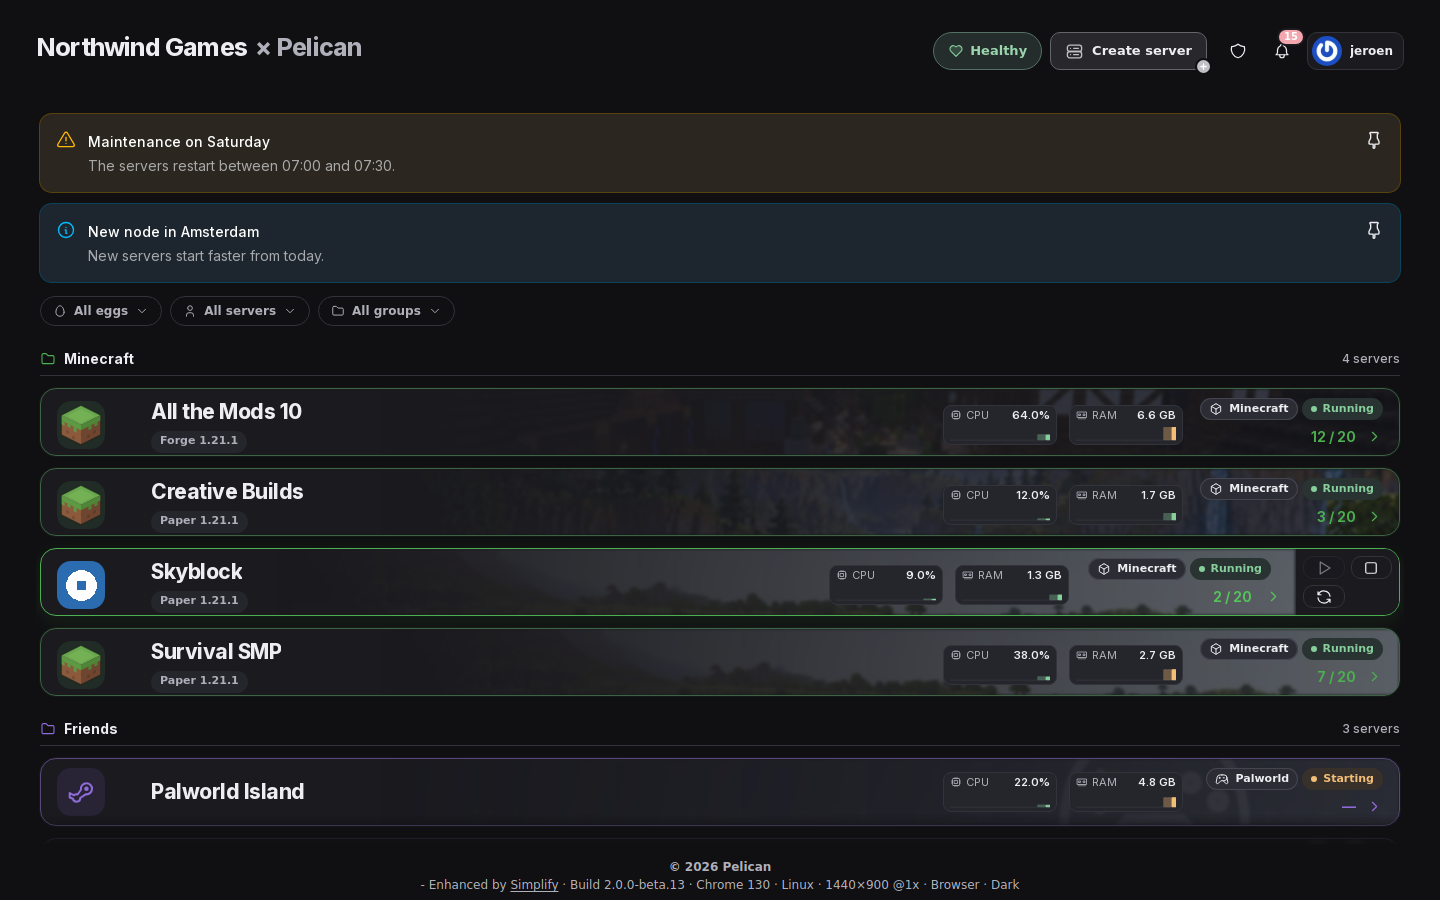 Northwind Games × Pelican
Healthy
Create server
15
jeroen
Maintenance on Saturday
The servers restart between 07:00 and 07:30.
New node in Amsterdam
New servers start faster from today.
All eggs
All servers
All groups
Minecraft
4 servers
All the Mods 10
Forge 1.21.1
CPU 64.0%
RAM 6.6 GB
Minecraft
Running
12 / 20
Creative Builds
Paper 1.21.1
CPU 12.0%
RAM 1.7 GB
Minecraft
Running
3 / 20
Skyblock
Paper 1.21.1
CPU 9.0%
RAM 1.3 GB
Minecraft
Running
2 / 20
Survival SMP
Paper 1.21.1
CPU 38.0%
RAM 2.7 GB
Minecraft
Running
7 / 20
Friends
3 servers
Palworld Island
CPU 22.0%
RAM 4.8 GB
Palworld
Starting
—
© 2026 Pelican
- Enhanced by Simplify · Build 2.0.0-beta.13 · Chrome 130 · Linux · 1440×900 @1x · Browser · Dark